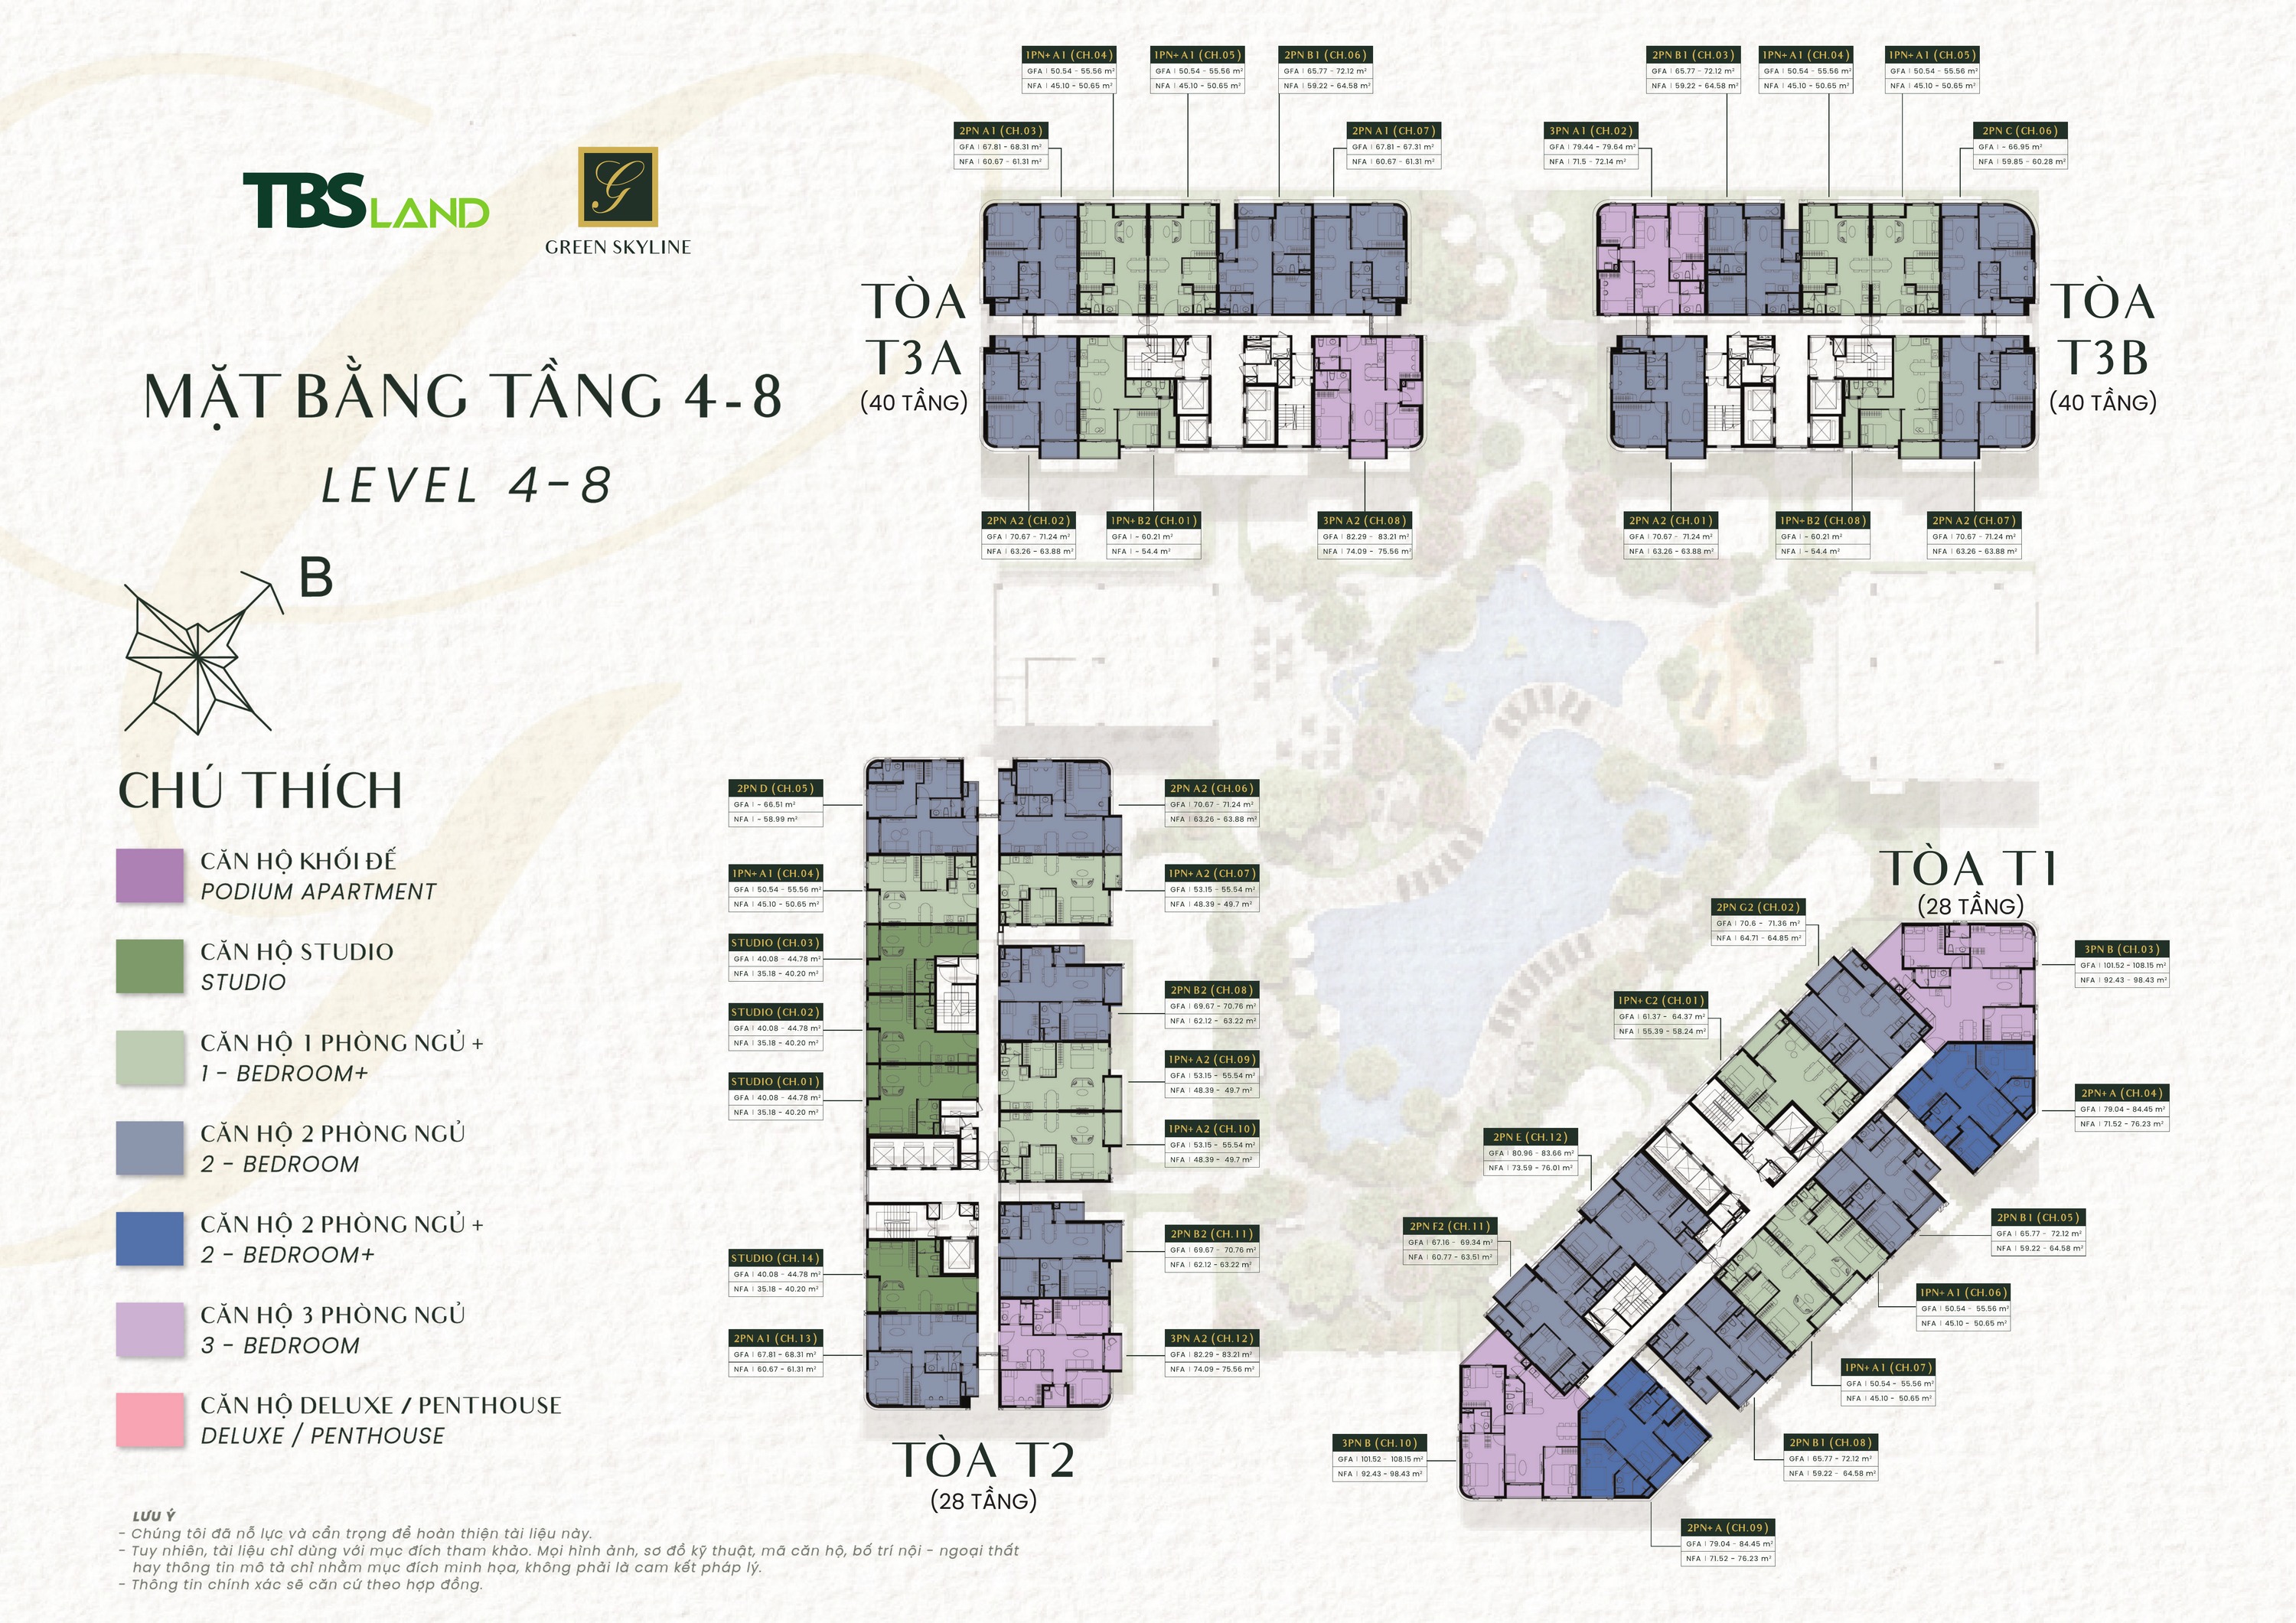 TBS LAND
G
GREEN SKYLINE
MẶT BẰNG TẦNG 4-8
LEVEL 4-8
B
CHÚ THÍCH
CĂN HỘ KHỐI ĐẾ
PODIUM APARTMENT
CĂN HỘ STUDIO
STUDIO
CĂN HỘ 1 PHÒNG NGỦ +
1 - BEDROOM+
CĂN HỘ 2 PHÒNG NGỦ
2 - BEDROOM
CĂN HỘ 2 PHÒNG NGỦ +
2 - BEDROOM+
CĂN HỘ 3 PHÒNG NGỦ
3 - BEDROOM
CĂN HỘ DELUXE / PENTHOUSE
DELUXE / PENTHOUSE
LƯU Ý
- Chúng tôi đã nỗ lực và cẩn trọng để hoàn thiện tài liệu này.
- Tuy nhiên, tài liệu chỉ dùng với mục đích tham khảo. Mọi hình ảnh, sơ đồ kỹ thuật, mã căn hộ, bố trí nội - ngoại thất
hay thông tin mô tả chỉ nhằm mục đích minh họa, không phải là cam kết pháp lý.
- Thông tin chính xác sẽ căn cứ theo hợp đồng.
TÒA
T3A
(40 TẦNG)
1PN+ A1 (CH.04)
GFA | 50.54 - 55.56 m²
NFA | 45.10 - 50.65 m²
1PN+ A1 (CH.05)
GFA | 50.54 - 55.56 m²
NFA | 45.10 - 50.65 m²
2PN B1 (CH.06)
GFA | 65.77 - 72.12 m²
NFA | 59.22 - 64.58 m²
2PN A1 (CH.03)
GFA | 67.81 - 68.31 m²
NFA | 60.67 - 61.31 m²
2PN A1 (CH.07)
GFA | 67.81 - 67.31 m²
NFA | 60.67 - 61.31 m²
2PN A2 (CH.02)
GFA | 70.67 - 71.24 m²
NFA | 63.26 - 63.88 m²
1PN+ B2 (CH.01)
GFA | ~ 60.21 m²
NFA | ~ 54.4 m²
3PN A2 (CH.08)
GFA | 82.29 - 83.21 m²
NFA | 74.09 - 75.56 m²
TÒA
T3B
(40 TẦNG)
2PN B1 (CH.03)
GFA | 65.77 - 72.12 m²
NFA | 59.22 - 64.58 m²
1PN+ A1 (CH.04)
GFA | 50.54 - 55.56 m²
NFA | 45.10 - 50.65 m²
1PN+ A1 (CH.05)
GFA | 50.54 - 55.56 m²
NFA | 45.10 - 50.65 m²
3PN A1 (CH.02)
GFA | 79.44 - 79.64 m²
NFA | 71.5 - 72.14 m²
2PN C (CH.06)
GFA | ~ 66.95 m²
NFA | 59.85 - 60.28 m²
2PN A2 (CH.01)
GFA | 70.67 - 71.24 m²
NFA | 63.26 - 63.88 m²
1PN+ B2 (CH.08)
GFA | ~ 60.21 m²
NFA | ~ 54.4 m²
2PN A2 (CH.07)
GFA | 70.67 - 71.24 m²
NFA | 63.26 - 63.88 m²
2PN D (CH.05)
GFA | ~ 66.51 m²
NFA | ~ 58.99 m²
1PN+ A1 (CH.04)
GFA | 50.54 - 55.56 m²
NFA | 45.10 - 50.65 m²
STUDIO (CH.03)
GFA | 40.08 - 44.78 m²
NFA | 35.18 - 40.20 m²
STUDIO (CH.02)
GFA | 40.08 - 44.78 m²
NFA | 35.18 - 40.20 m²
STUDIO (CH.01)
GFA | 40.08 - 44.78 m²
NFA | 35.18 - 40.20 m²
STUDIO (CH.14)
GFA | 40.08 - 44.78 m²
NFA | 35.18 - 40.20 m²
2PN A1 (CH.13)
GFA | 67.81 - 68.31 m²
NFA | 60.67 - 61.31 m²
2PN A2 (CH.06)
GFA | 70.67 - 71.24 m²
NFA | 63.26 - 63.88 m²
1PN+ A2 (CH.07)
GFA | 53.15 - 55.54 m²
NFA | 48.39 - 49.7 m²
2PN B2 (CH.08)
GFA | 69.67 - 70.76 m²
NFA | 62.12 - 63.22 m²
1PN+ A2 (CH.09)
GFA | 53.15 - 55.54 m²
NFA | 48.39 - 49.7 m²
1PN+ A2 (CH.10)
GFA | 53.15 - 55.54 m²
NFA | 48.39 - 49.7 m²
2PN B2 (CH.11)
GFA | 69.67 - 70.76 m²
NFA | 62.12 - 63.22 m²
3PN A2 (CH.12)
GFA | 82.29 - 83.21 m²
NFA | 74.09 - 75.56 m²
TÒA T2
(28 TẦNG)
TÒA T1
(28 TẦNG)
2PN G2 (CH.02)
GFA | 70.6 - 71.36 m²
NFA | 64.71 - 64.85 m²
3PN B (CH.03)
GFA | 101.52 - 108.15 m²
NFA | 92.43 - 98.43 m²
1PN+ C2 (CH.01)
GFA | 61.37 - 64.37 m²
NFA | 55.39 - 58.24 m²
2PN+ A (CH.04)
GFA | 79.04 - 84.45 m²
NFA | 71.52 - 76.23 m²
2PN E (CH.12)
GFA | 80.96 - 83.66 m²
NFA | 73.59 - 76.01 m²
2PN F2 (CH.11)
GFA | 67.16 - 69.34 m²
NFA | 60.77 - 63.51 m²
2PN B1 (CH.05)
GFA | 65.77 - 72.12 m²
NFA | 59.22 - 64.58 m²
1PN+ A1 (CH.06)
GFA | 50.54 - 55.56 m²
NFA | 45.10 - 50.65 m²
1PN+ A1 (CH.07)
GFA | 50.54 - 55.56 m²
NFA | 45.10 - 50.65 m²
3PN B (CH.10)
GFA | 101.52 - 108.15 m²
NFA | 92.43 - 98.43 m²
2PN B1 (CH.08)
GFA | 65.77 - 72.12 m²
NFA | 59.22 - 64.58 m²
2PN+ A (CH.09)
GFA | 79.04 - 84.45 m²
NFA | 71.52 - 76.23 m²